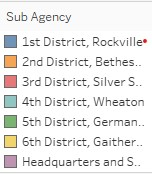 Sub Agency
1st District, Rockville
2nd District, Bethes..
3rd District, Silver S..
4th District, Wheaton
5th District, German..
6th District, Gaither..
Headquarters and S..